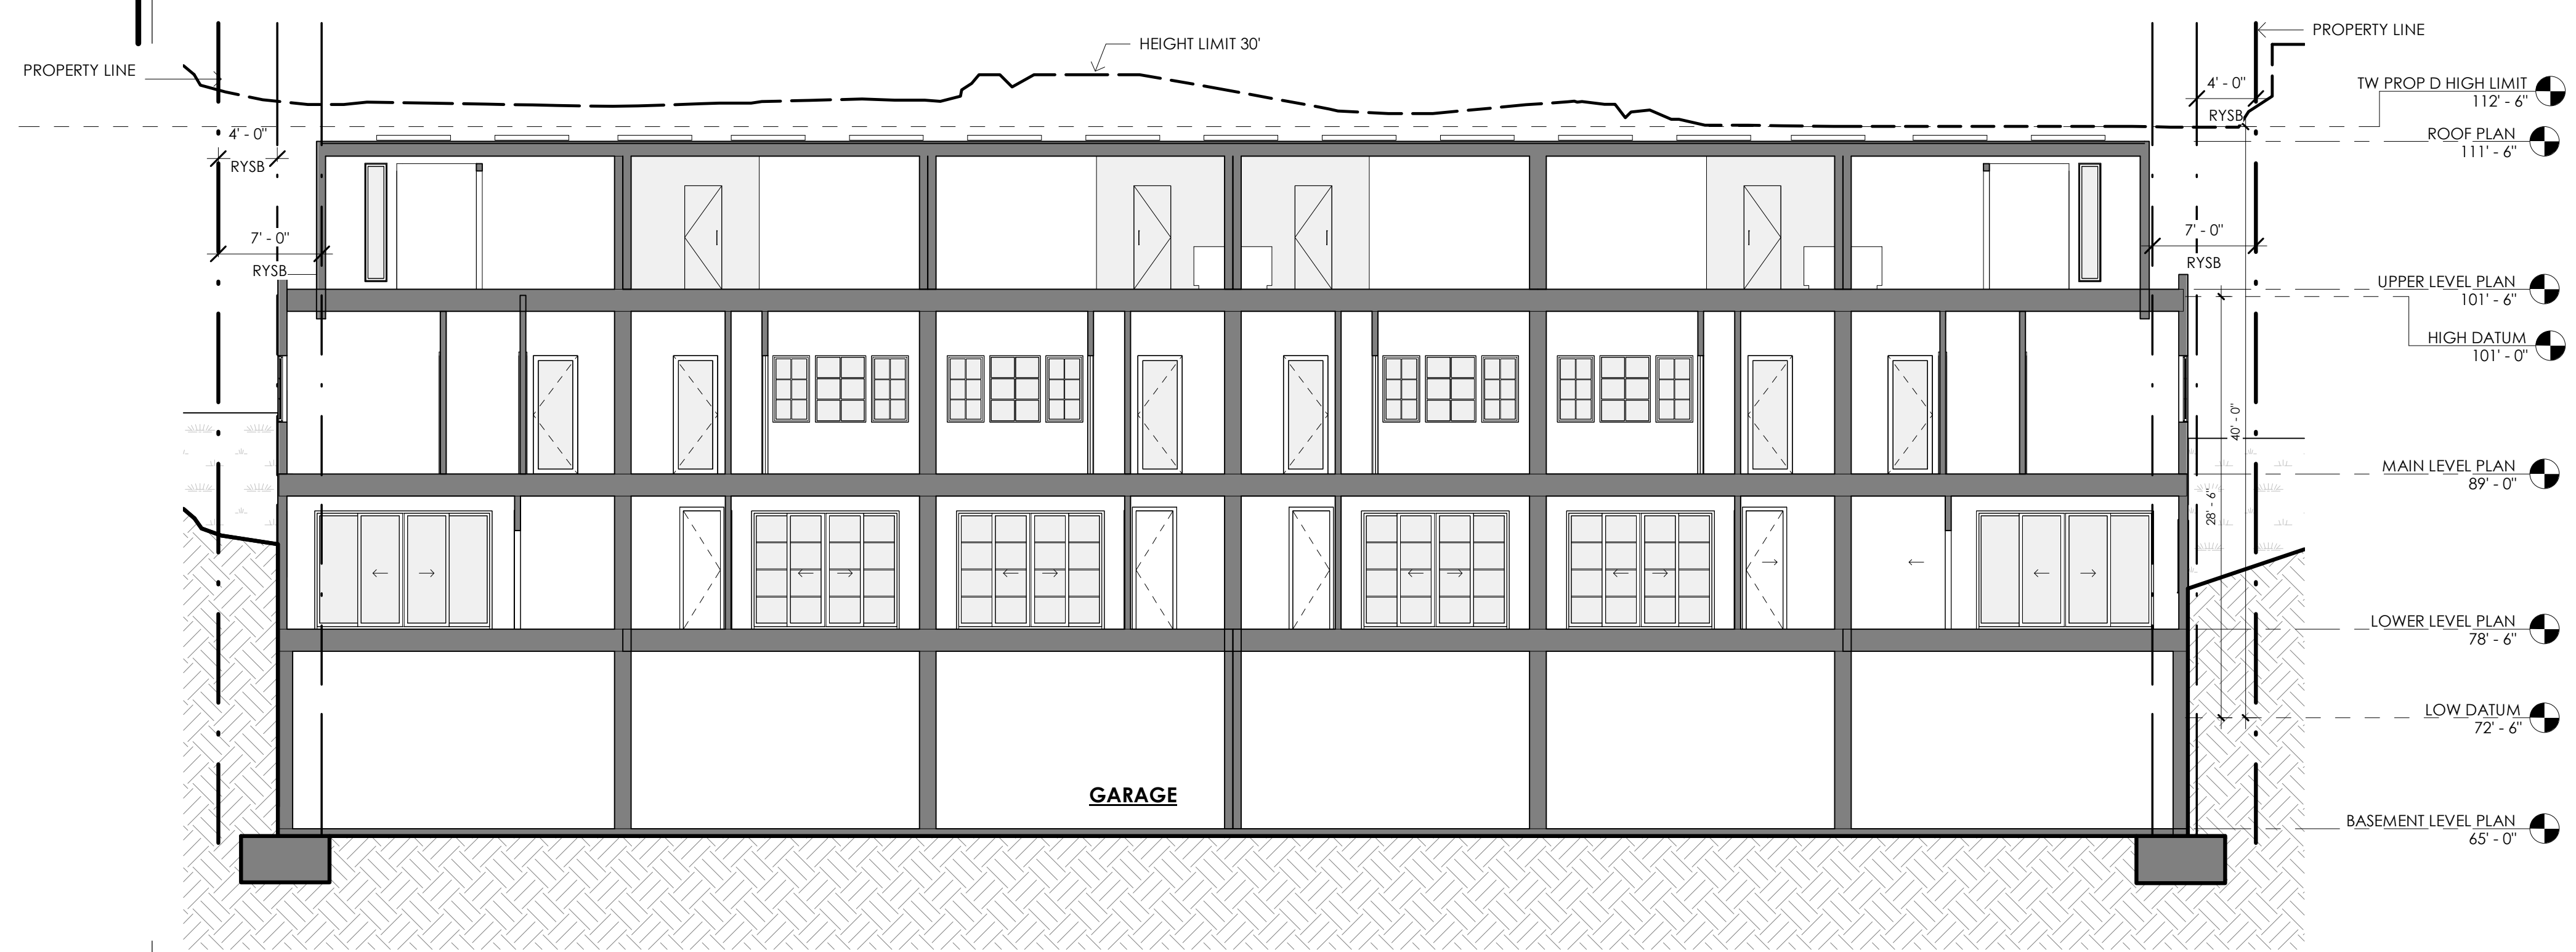 HEIGHT LIMIT 30'
PROPERTY LINE
PROPERTY LINE
4' - 0"
RYSB
7' - 0"
RYSB
4' - 0"
RYSB
7' - 0"
RYSB
TW PROP D HIGH LIMIT
112' - 6"
ROOF PLAN
111' - 6"
UPPER LEVEL PLAN
101' - 6"
HIGH DATUM
101' - 0"
40' - 0"
MAIN LEVEL PLAN
89' - 0"
28' - 6"
LOWER LEVEL PLAN
78' - 6"
LOW DATUM
72' - 6"
GARAGE
BASEMENT LEVEL PLAN
65' - 0"